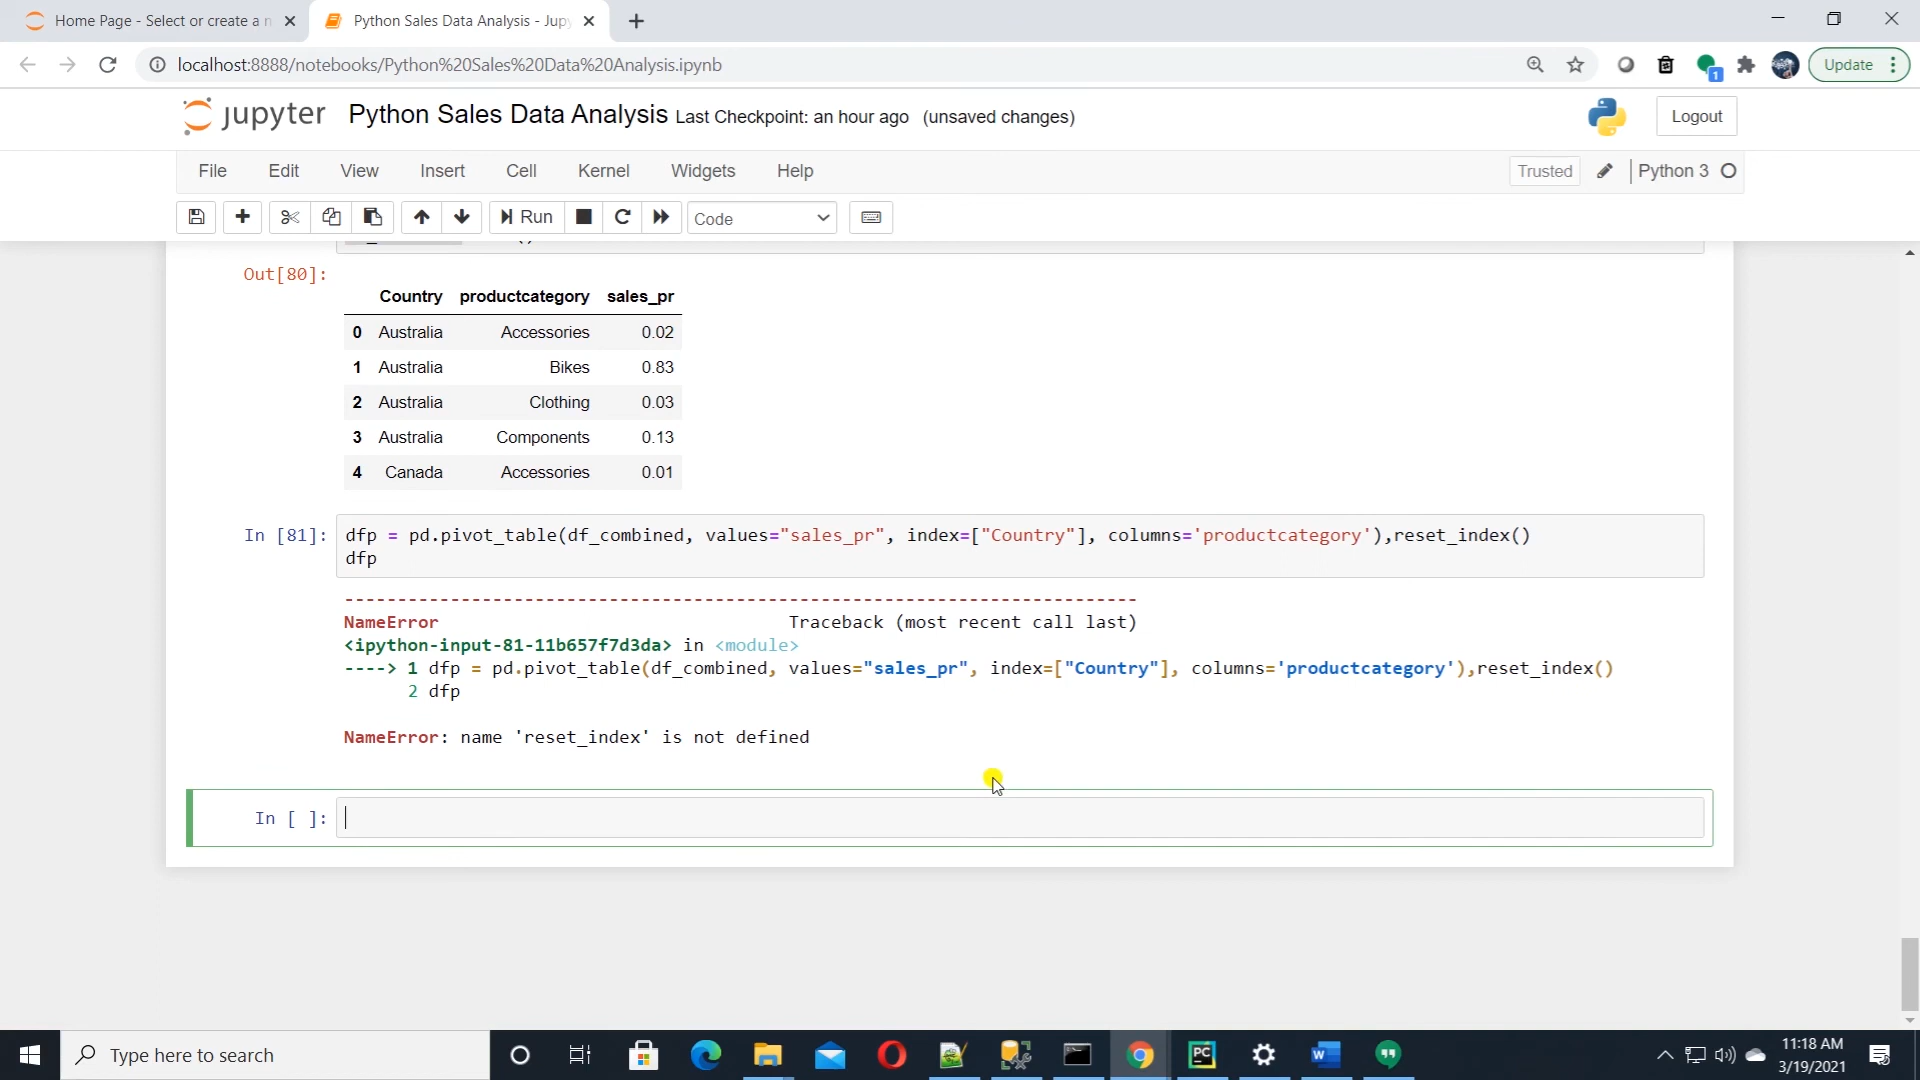 Home Page - Select or create a n
Python Sales Data Analysis - Jup
localhost:8888/notebooks/Python%20Sales%20Data%20Analysis.ipynb
1
Update
jupyter Python Sales Data Analysis Last Checkpoint: an hour ago (unsaved changes)
Logout
File Edit View Insert Cell Kernel Widgets Help
Trusted
Python 3
Run
Code
Out[80]:
Country productcategory sales_pr
0 Australia Accessories 0.02
1 Australia Bikes 0.83
2 Australia Clothing 0.03
3 Australia Components 0.13
4 Canada Accessories 0.01
In [81]: dfp = pd.pivot_table(df_combined, values="sales_pr", index=["Country"], columns='productcategory'),reset_index()
dfp
---------------------------------------------------------------------------
NameError Traceback (most recent call last)
<ipython-input-81-11b657f7d3da> in <module>
----> 1 dfp = pd.pivot_table(df_combined, values="sales_pr", index=["Country"], columns='productcategory'),reset_index()
2 dfp
NameError: name 'reset_index' is not defined
In [ ]:
Type here to search
PC
W
11:18 AM
3/19/2021